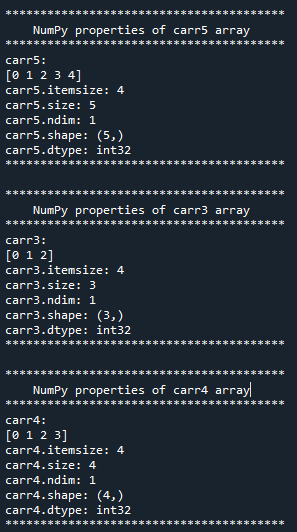 ****************************************
NumPy properties of carr5 array
****************************************
carr5:
[0 1 2 3 4]
carr5.itemsize: 4
carr5.size: 5
carr5.ndim: 1
carr5.shape: (5,)
carr5.dtype: int32
****************************************
****************************************
NumPy properties of carr3 array
****************************************
carr3:
[0 1 2]
carr3.itemsize: 4
carr3.size: 3
carr3.ndim: 1
carr3.shape: (3,)
carr3.dtype: int32
****************************************
****************************************
NumPy properties of carr4 array
****************************************
carr4:
[0 1 2 3]
carr4.itemsize: 4
carr4.size: 4
carr4.ndim: 1
carr4.shape: (4,)
carr4.dtype: int32
****************************************